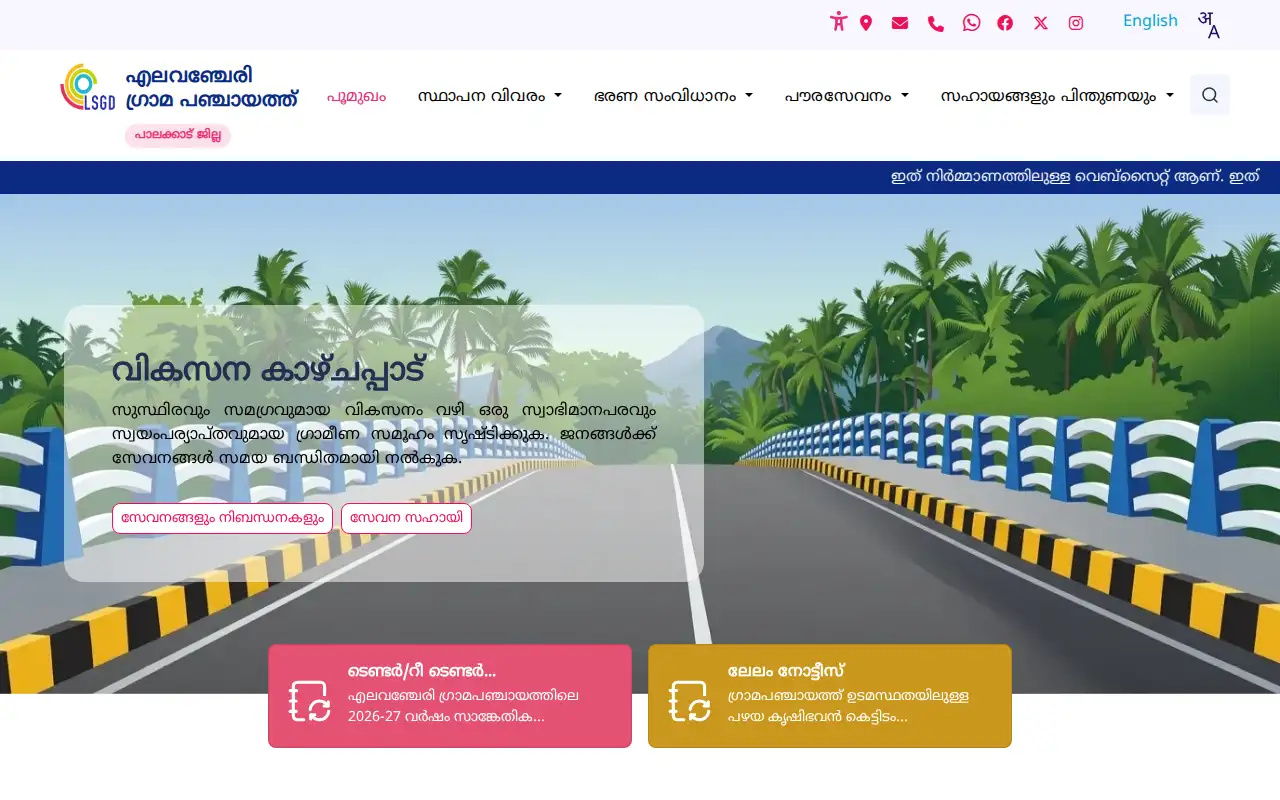 English
अ
A
LSGD
എലവഞ്ചേരി
ഗ്രാമ പഞ്ചായത്ത്
പാലക്കാട് ജില്ല
പൂമുഖം
സ്ഥാപന വിവരം
ഭരണ സംവിധാനം
പൗരസേവനം
സഹായങ്ങളും പിന്തുണയും
ഇത് നിർമ്മാണത്തിലുള്ള വെബ്സൈറ്റ് ആണ്. ഇതി
വികസന കാഴ്ചപ്പാട്
സുസ്ഥിരവും സമഗ്രവുമായ വികസനം വഴി ഒരു സ്വാഭിമാനപരവും
സ്വയംപര്യാപ്തവുമായ ഗ്രാമീണ സമൂഹം സൃഷ്ടിക്കുക. ജനങ്ങൾക്ക്
സേവനങ്ങൾ സമയ ബന്ധിതമായി നൽകുക.
സേവനങ്ങളും നിബന്ധനകളും
സേവന സഹായി
ടെണ്ടർ/റീ ടെണ്ടർ...
എലവഞ്ചേരി ഗ്രാമപഞ്ചായത്തിലെ
2026-27 വർഷം സാങ്കേതിക...
ലേലം നോട്ടീസ്
ഗ്രാമപഞ്ചായത്ത് ഉടമസ്ഥതയിലുള്ള
പഴയ കൃഷിഭവൻ കെട്ടിടം...